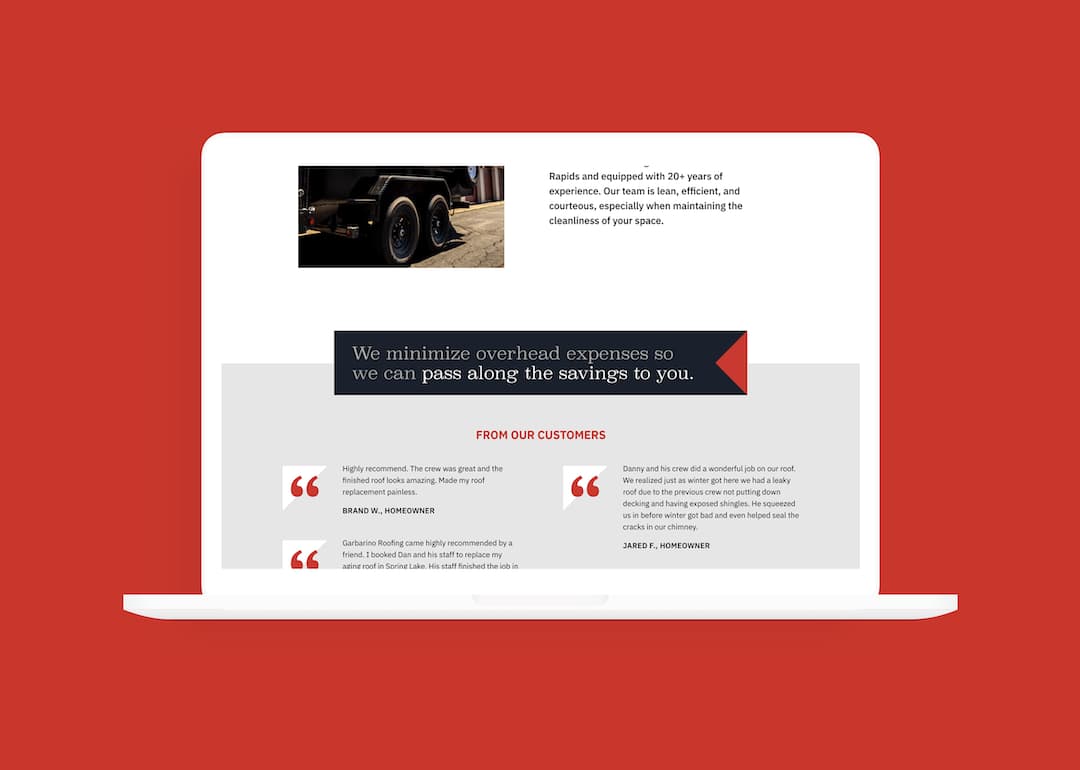 Rapids and equipped with 20+ years of
experience. Our team is lean, efficient, and
courteous, especially when maintaining the
cleanliness of your space.
We minimize overhead expenses so
we can pass along the savings to you.
FROM OUR CUSTOMERS
Highly recommend. The crew was great and the
finished roof looks amazing. Made my roof
replacement painless.
BRAND W., HOMEOWNER
Garbarino Roofing came highly recommended by a
friend. I booked Dan and his staff to replace my
aging roof in Spring Lake. His staff finished the job in
Danny and his crew did a wonderful job on our roof.
We realized just as winter got here we had a leaky
roof due to the previous crew not putting down
decking and having exposed shingles. He squeezed
us in before winter got bad and even helped seal the
cracks in our chimney.
JARED F., HOMEOWNER